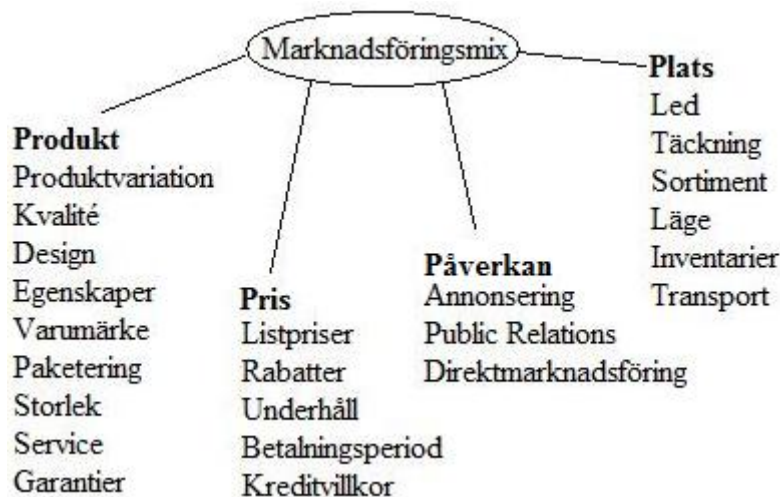 Marknadsföringsmix
Produkt
Produktvariation
Kvalité
Design
Egenskaper
Varumärke
Paketering
Storlek
Service
Garantier
Pris
Listpriser
Rabatter
Underhåll
Betalningsperiod
Kreditvillkor
Påverkan
Annonsering
Public Relations
Direktmarknadsföring
Plats
Led
Täckning
Sortiment
Läge
Inventarier
Transport